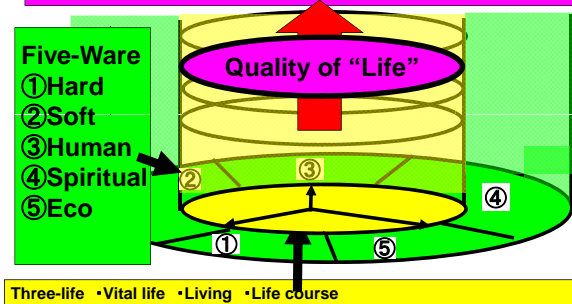 Five-Ware
①Hard
②Soft
③Human
④Spiritual
⑤Eco
Quality of “Life”
②
③
④
①
⑤
Three-life ・Vital life ・Living ・Life course